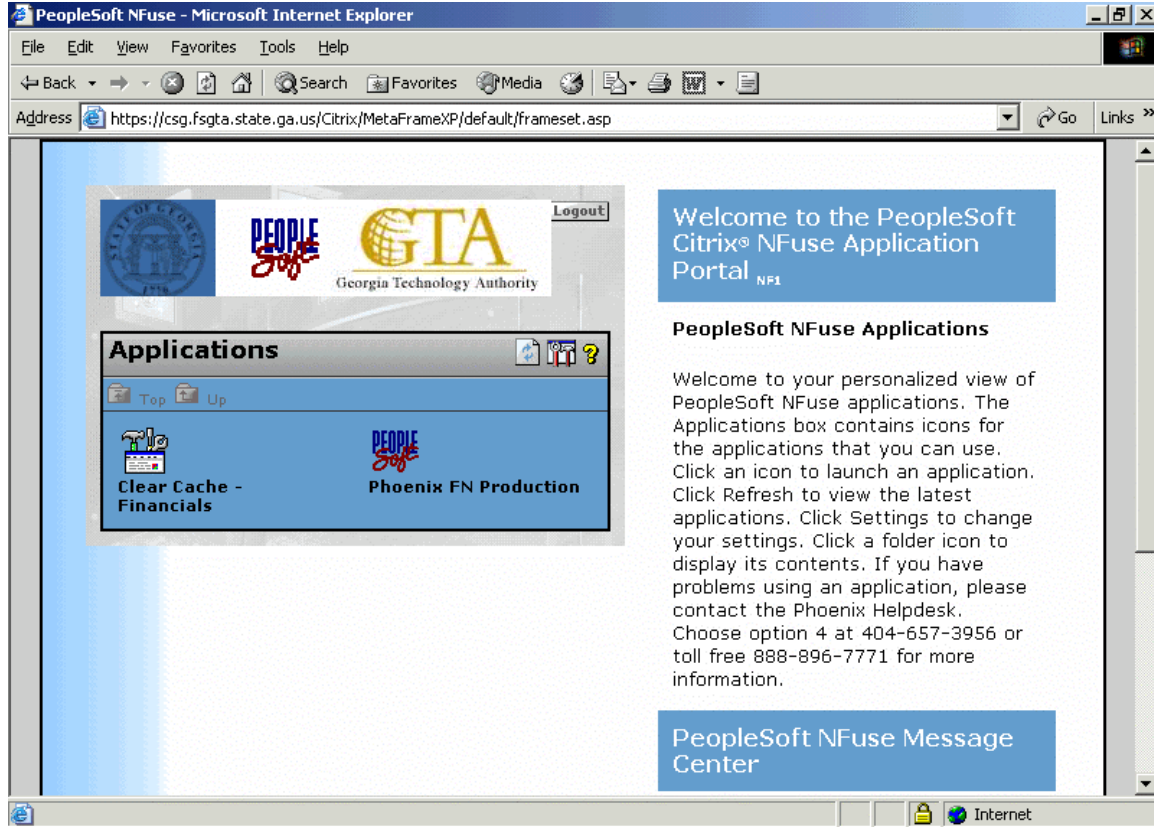 PeopleSoft NFuse - Microsoft Internet Explorer
File Edit View Favorites Tools Help
Back Search Favorites Media
Address https://csg.fsgta.state.ga.us/Citrix/MetaFrameXP/default/frameset.asp Go Links »
STATE OF GEORGIA
1776
PEOPLE
Soft
GTA
Georgia Technology Authority
Logout
Applications
Top Up
Clear Cache -
Financials
PEOPLE
Soft
Phoenix FN Production
Welcome to the PeopleSoft
Citrix® NFuse Application
Portal NF1
PeopleSoft NFuse Applications
Welcome to your personalized view of
PeopleSoft NFuse applications. The
Applications box contains icons for
the applications that you can use.
Click an icon to launch an application.
Click Refresh to view the latest
applications. Click Settings to change
your settings. Click a folder icon to
display its contents. If you have
problems using an application, please
contact the Phoenix Helpdesk.
Choose option 4 at 404-657-3956 or
toll free 888-896-7771 for more
information.
PeopleSoft NFuse Message
Center
Internet